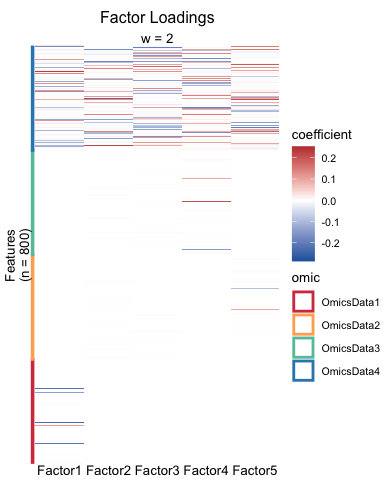 Factor Loadings
w = 2
Features
(n = 800)
Factor1 Factor2 Factor3 Factor4 Factor5
coefficient
0.2
0.1
0.0
-0.1
-0.2
omic
OmicsData1
OmicsData2
OmicsData3
OmicsData4